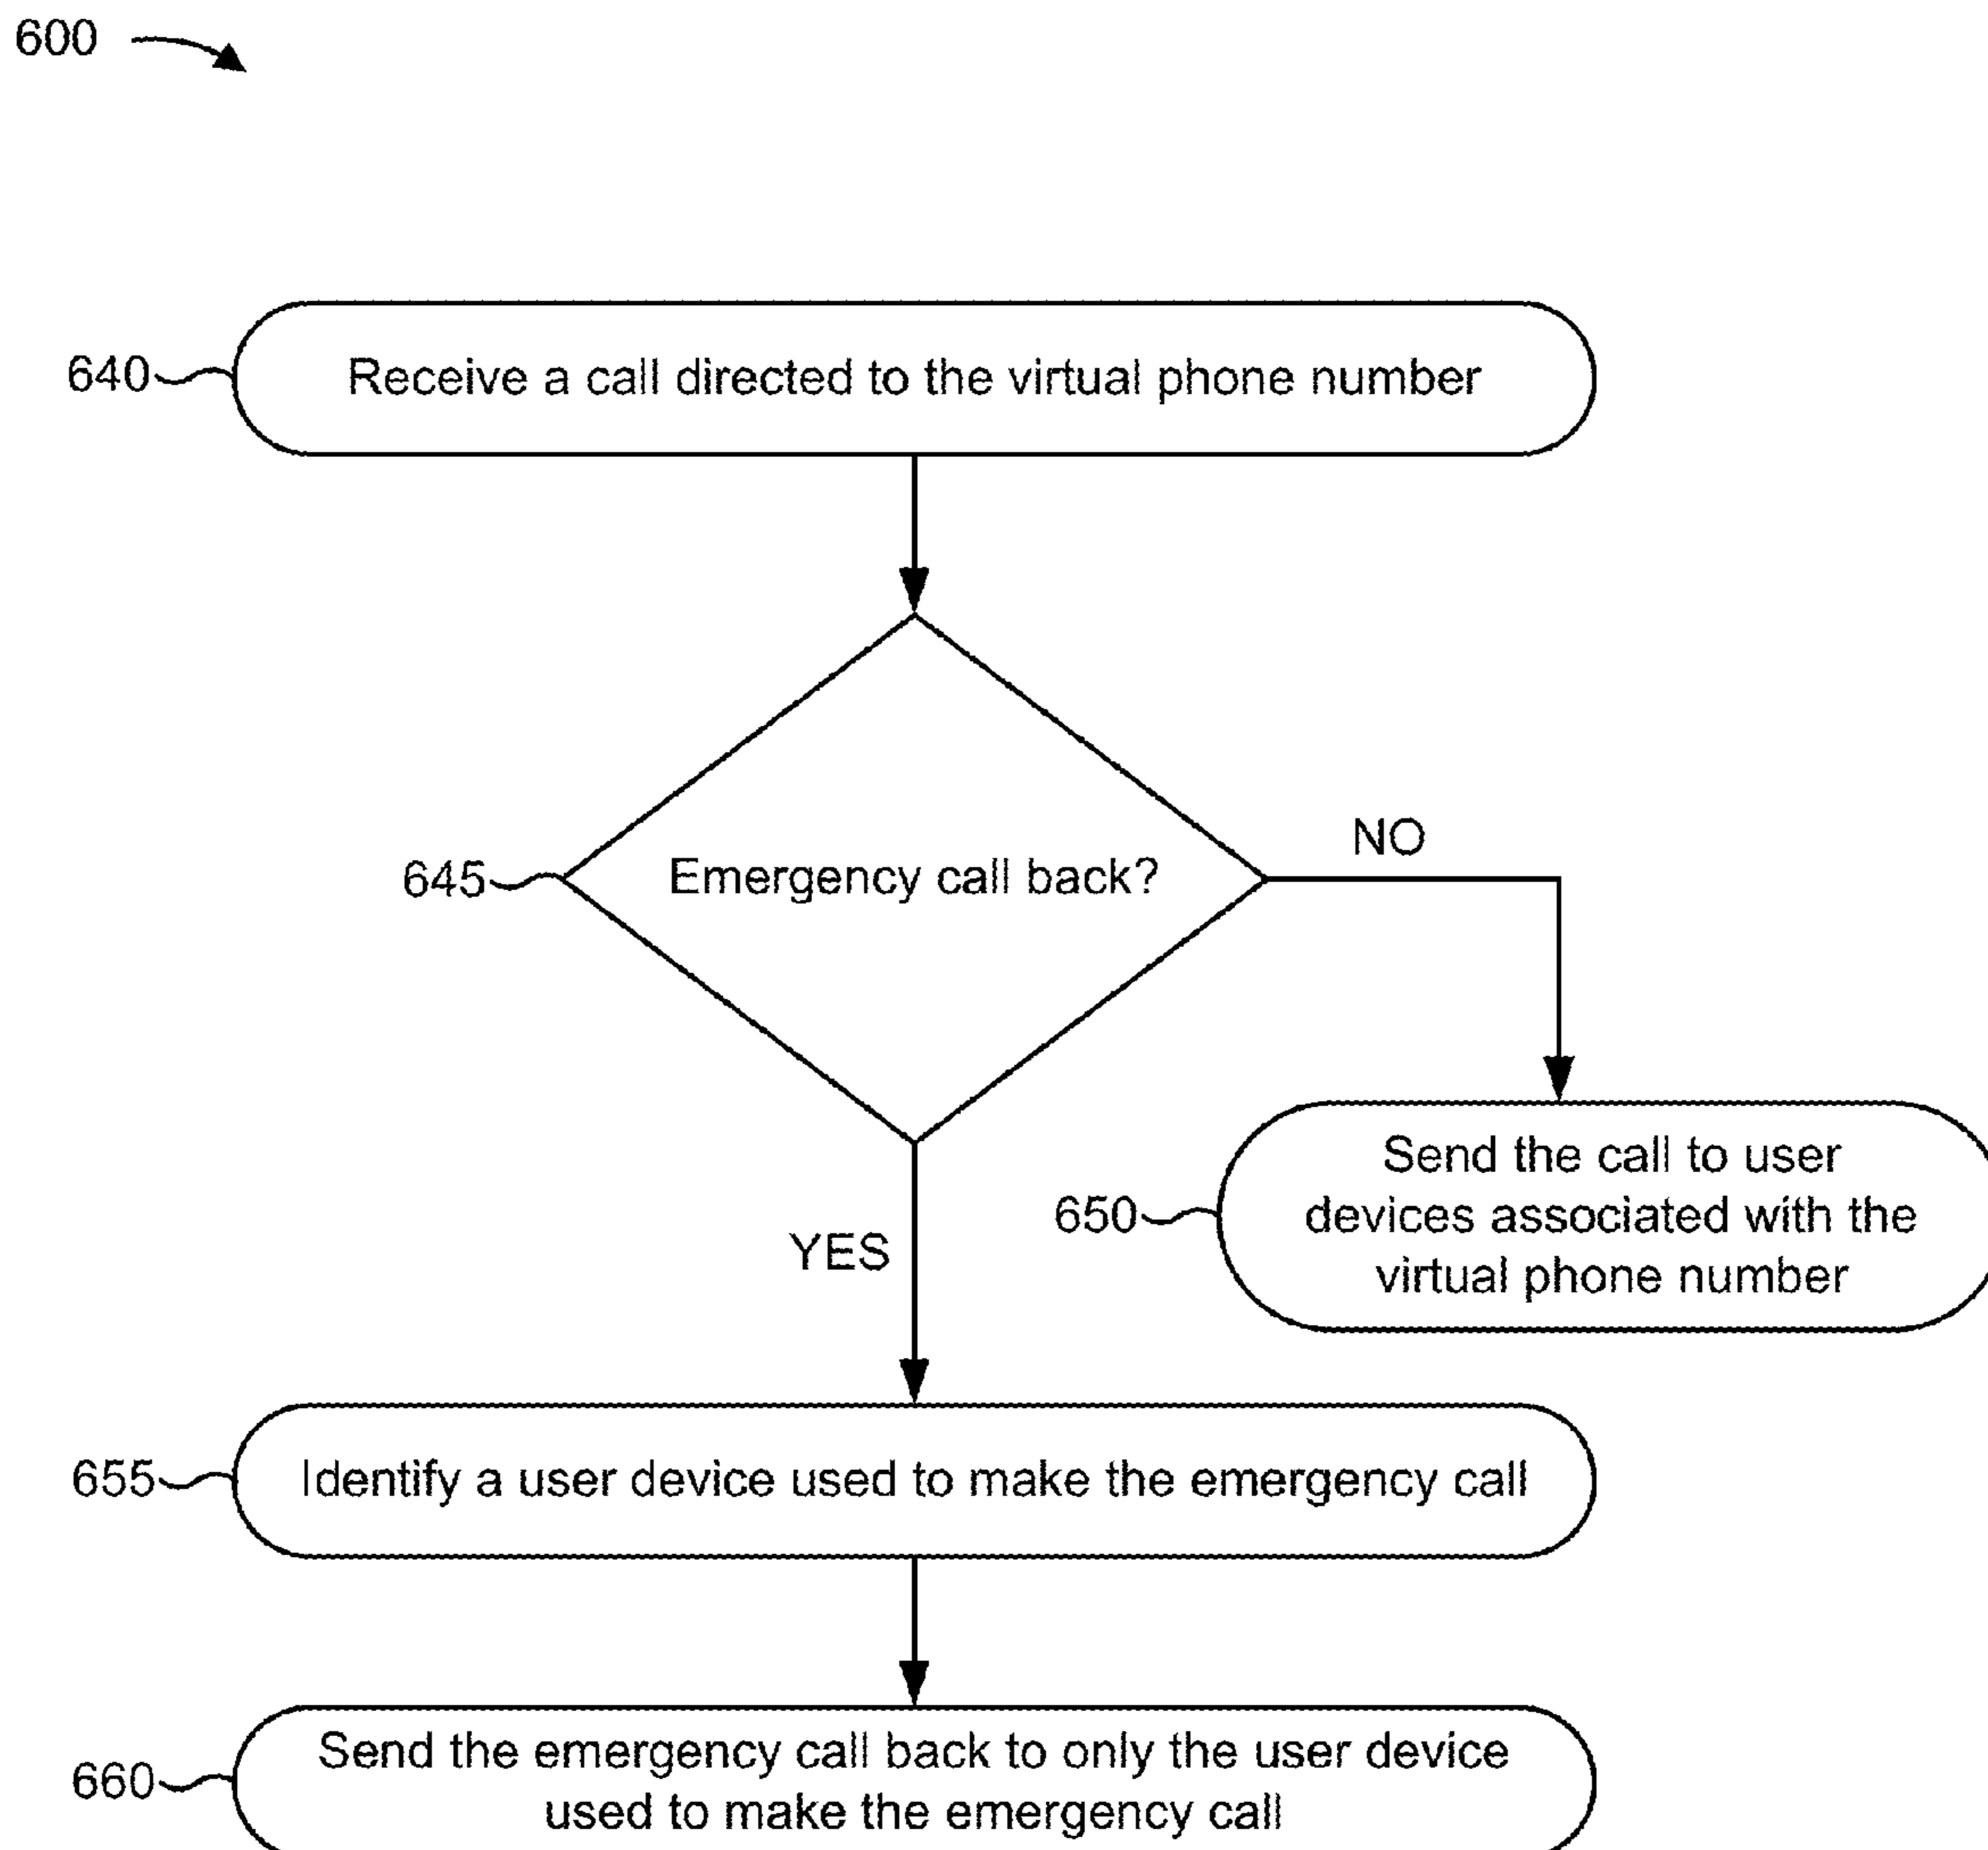 600
640
Receive a call directed to the virtual phone number
645
Emergency call back?
NO
650
Send the call to user
devices associated with the
virtual phone number
YES
655
Identify a user device used to make the emergency call
660
Send the emergency call back to only the user device
used to make the emergency call